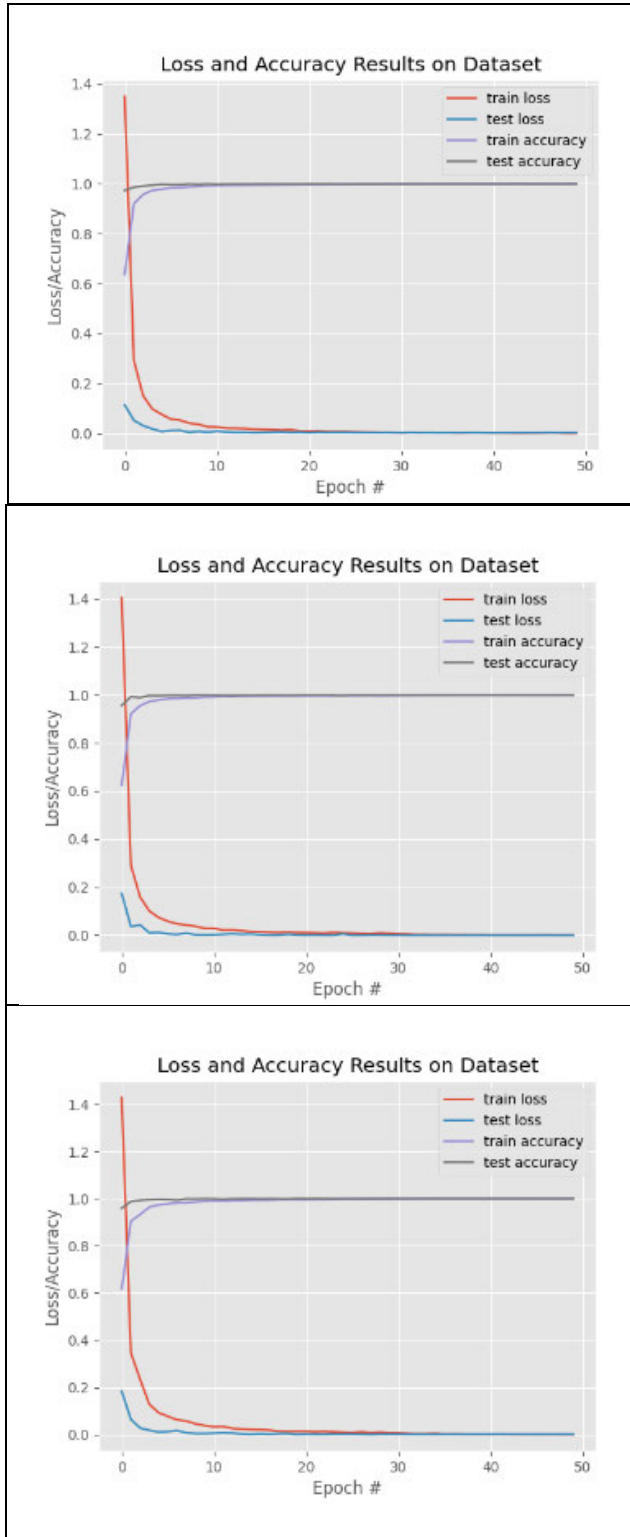 Loss and Accuracy Results on Dataset
1.4
1.2
1.0
0.8
0.6
0.4
0.2
0.0
Loss/Accuracy
train loss
test loss
train accuracy
test accuracy
0 10 20 30 40 50
Epoch #
Loss and Accuracy Results on Dataset
1.4
1.2
1.0
0.8
0.6
0.4
0.2
0.0
Loss/Accuracy
train loss
test loss
train accuracy
test accuracy
0 10 20 30 40 50
Epoch #
Loss and Accuracy Results on Dataset
1.4
1.2
1.0
0.8
0.6
0.4
0.2
0.0
Loss/Accuracy
train loss
test loss
train accuracy
test accuracy
0 10 20 30 40 50
Epoch #